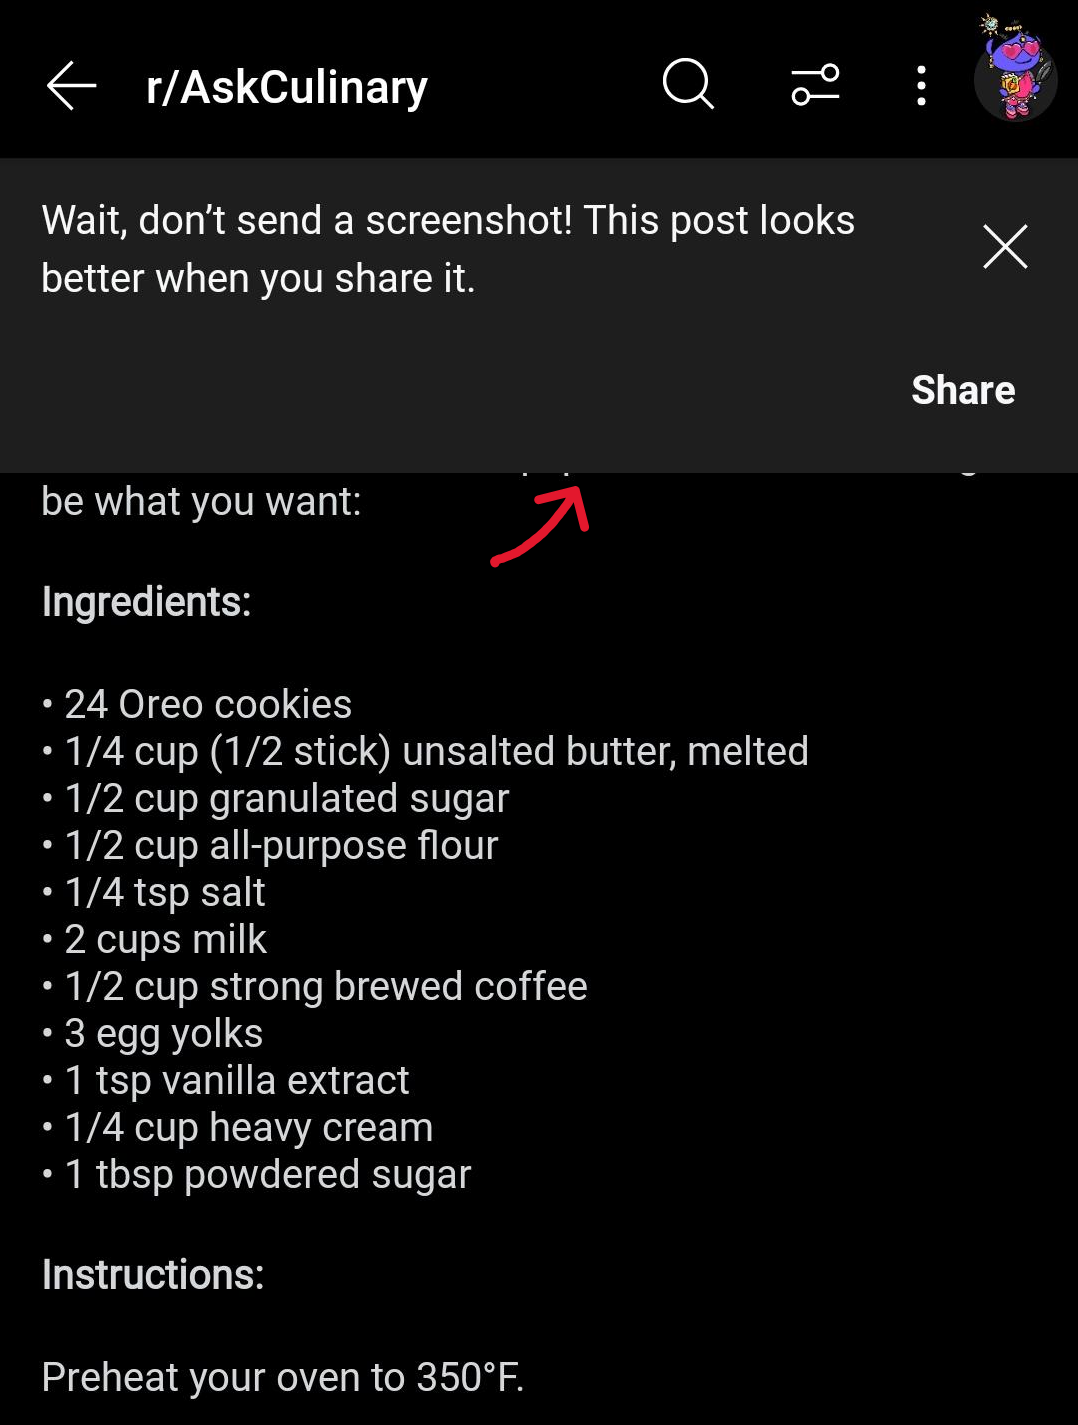 r/AskCulinary
Wait, don’t send a screenshot! This post looks
better when you share it.
Share
be what you want:
Ingredients:
• 24 Oreo cookies
• 1/4 cup (1/2 stick) unsalted butter, melted
• 1/2 cup granulated sugar
• 1/2 cup all-purpose flour
• 1/4 tsp salt
• 2 cups milk
• 1/2 cup strong brewed coffee
• 3 egg yolks
• 1 tsp vanilla extract
• 1/4 cup heavy cream
• 1 tbsp powdered sugar
Instructions:
Preheat your oven to 350°F.